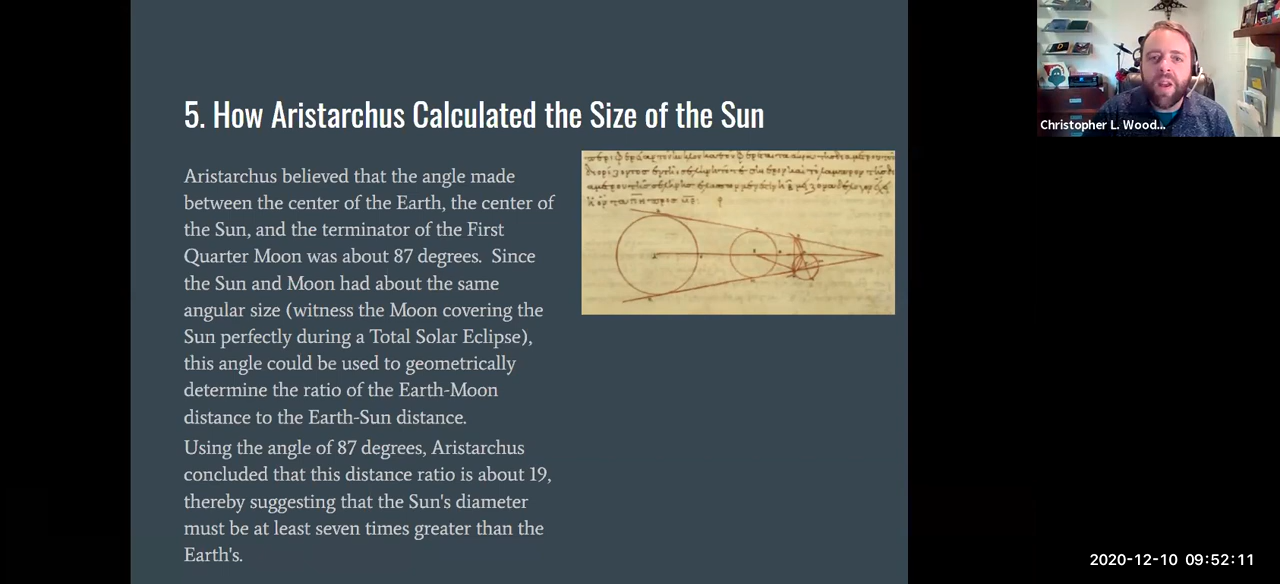 5. How Aristarchus Calculated the Size of the Sun
Aristarchus believed that the angle made
between the center of the Earth, the center of
the Sun, and the terminator of the First
Quarter Moon was about 87 degrees. Since
the Sun and Moon had about the same
angular size (witness the Moon covering the
Sun perfectly during a Total Solar Eclipse),
this angle could be used to geometrically
determine the ratio of the Earth-Moon
distance to the Earth-Sun distance.
Using the angle of 87 degrees, Aristarchus
concluded that this distance ratio is about 19,
thereby suggesting that the Sun's diameter
must be at least seven times greater than the
Earth's.
Christopher L. Wood...
2020-12-10 09:52:11